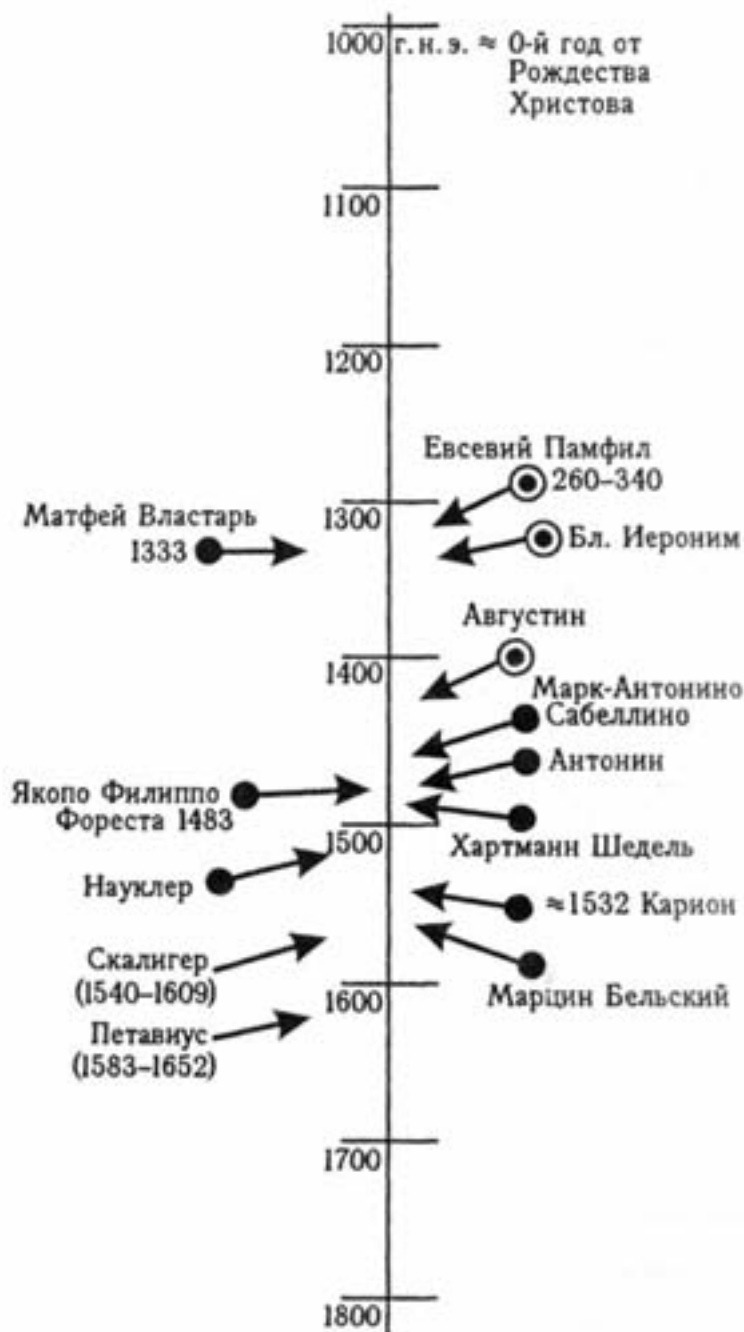 1000 г.н.э. ≈ 0-й год от
Рождества
Христова
1100
1200
Евсевий Памфил
260–340
1300
Матфей Властарь
1333
Бл. Иероним
Августин
1400
Марк-Антонино
Сабеллино
Антонин
Якопо Филиппо
Фореста 1483
1500
Хартманн Шедель
Науклер
≈1532 Карион
Скалигер
(1540–1609)
1600
Марцин Бельский
Петавиус
(1583–1652)
1700
1800